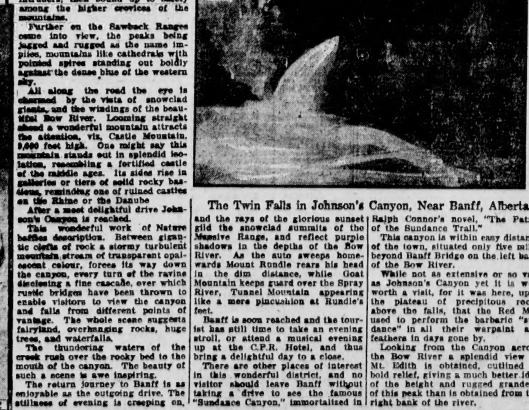 among the higher crevices of the
mountains.
Further on the Sawback Ranges
come into view, the peaks being
jagged and rugged as the name im-
plies, mountains like cathedrals with
pointed spires standing out boldly
against the dense blue of the western
sky.
All along the road the eye is
charmed by the vista of snowclad
giants, and the windings of the beau-
tiful Bow River. Looming straight
ahead a wonderful mountain attracts
the attention, viz, Castle Mountain,
9,000 feet high. One might say this
mountain stands out in splendid iso-
lation, resembling a fortified castle
of the middle ages. Its sides rise in
galleries or tiers of solid rocky bas-
tions, reminding one of ruined castles
on the Rhine or the Danube
After a most delightful drive John-
son's Canyon is reached.
This wonderful work of Nature
baffles description. Between gigan-
tic clefts of rock a stormy turbulent
mountain stream of transparent opal-
escent colour, forces its way down
the canyon, every turn of the ravine
disclosing a fine cascade, over which
rustic bridges have been thrown to
enable visitors to view the canyon
and falls from different points of
vantage. The whole scene suggests
fairyland, overhanging rocks, huge
trees, and waterfalls.
The thundering waters of the
creek rush over the rocky bed to the
mouth of the canyon. The beauty of
such a scene is awe inspiring.
The return journey to Banff is as
enjoyable as the outgoing drive. The
stillness of evening is creeping on,
The Twin Falls in Johnson's Canyon, Near Banff, Alberta
and the rays of the glorious sunset
gild the snowclad summits of the
Massive Range, and reflect purple
shadows in the depths of the Bow
River. As the auto sweeps home-
wards Mount Rundle rears his head
in the dim distance, while Goat
Mountain keeps guard over the Spray
River, Tunnel Mountain appearing
like a mere pincushion at Rundle's
feet.
Banff is soon reached and the tour-
ist has still time to take an evening
stroll, or attend a musical evening
up at the C.P.R. Hotel, and thus
bring a delightful day to a close.
There are other places of interest
in this wonderful district, and no
visitor should leave Banff without
taking a drive to see the famous
"Sundance Canyon," immortalized in
Ralph Connor's novel, "The Pa
of the Sundance Trail."
This canyon is within easy distan
of the town, situated only five mil
beyond Banff Bridge on the left ba
of the Bow River.
While not as extensive or so v
as Johnson's Canyon yet it is w
worth a visit, for it was here, up
the plateau of precipitous r
above the falls, that the Red M
used to perform the barbaric "s
dance" in all their warpaint a
feathers in days gone by.
Looking from the Canyon acro
the Bow River a splendid view
Mt. Edith is obtained, outlined
bold relief, giving a much better id
of the height and rugged grande
of this peak than is obtained from
right bank of the river.